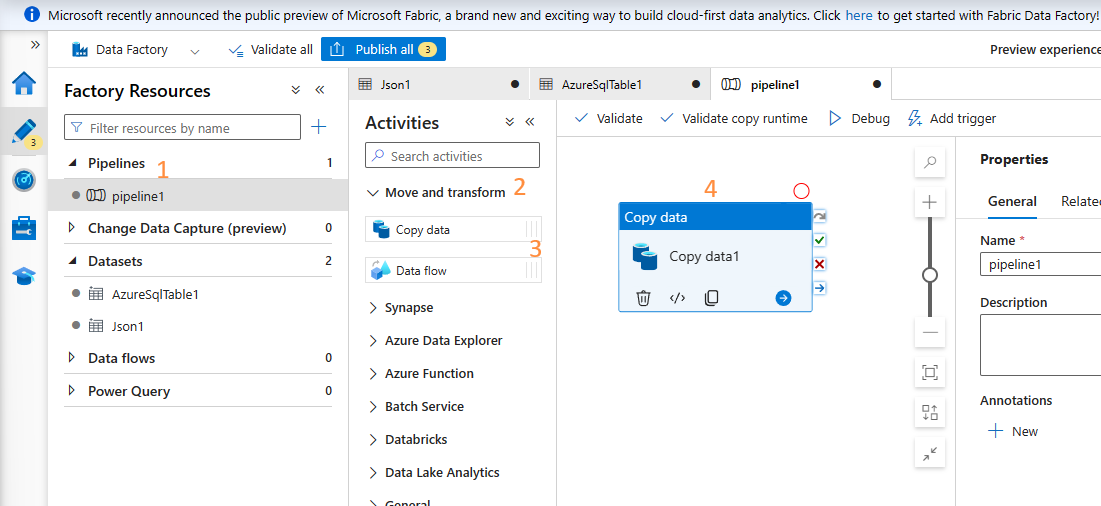 Microsoft recently announced the public preview of Microsoft Fabric, a brand new and exciting way to build cloud-first data analytics. Click here to get started with Fabric Data Factory!
Data Factory
Validate all
Publish all 3
Preview experience
3
Factory Resources
Filter resources by name
Pipelines 1
1
pipeline1
Change Data Capture (preview) 0
Datasets 2
AzureSqlTable1
Json1
Data flows 0
Power Query 0
Json1
AzureSqlTable1
pipeline1
Activities
Search activities
Move and transform 2
Copy data
3
Data flow
Synapse
Azure Data Explorer
Azure Function
Batch Service
Databricks
Data Lake Analytics
General
Validate
Validate copy runtime
Debug
Add trigger
4
Copy data
Copy data1
Properties
General
Relate
Name *
pipeline1
Description
Annotations
New